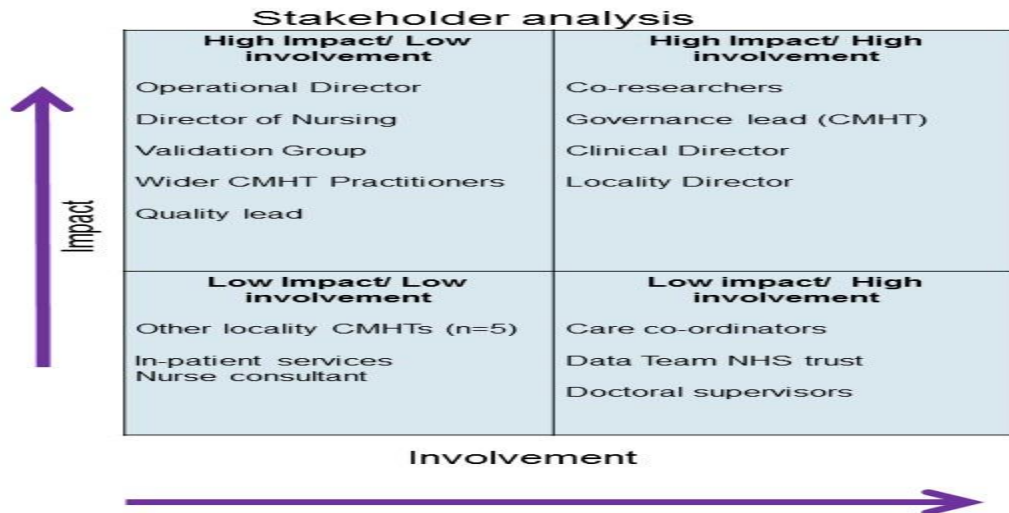 Stakeholder analysis
High Impact/ Low
involvement
Operational Director
Director of Nursing
Validation Group
Wider CMHT Practitioners
Quality lead
High Impact/ High
involvement
Co-researchers
Governance lead (CMHT)
Clinical Director
Locality Director
Impact
Low Impact/ Low
involvement
Other locality CMHTs (n=5)
In-patient services
Nurse consultant
Low impact/ High
involvement
Care co-ordinators
Data Team NHS trust
Doctoral supervisors
Involvement